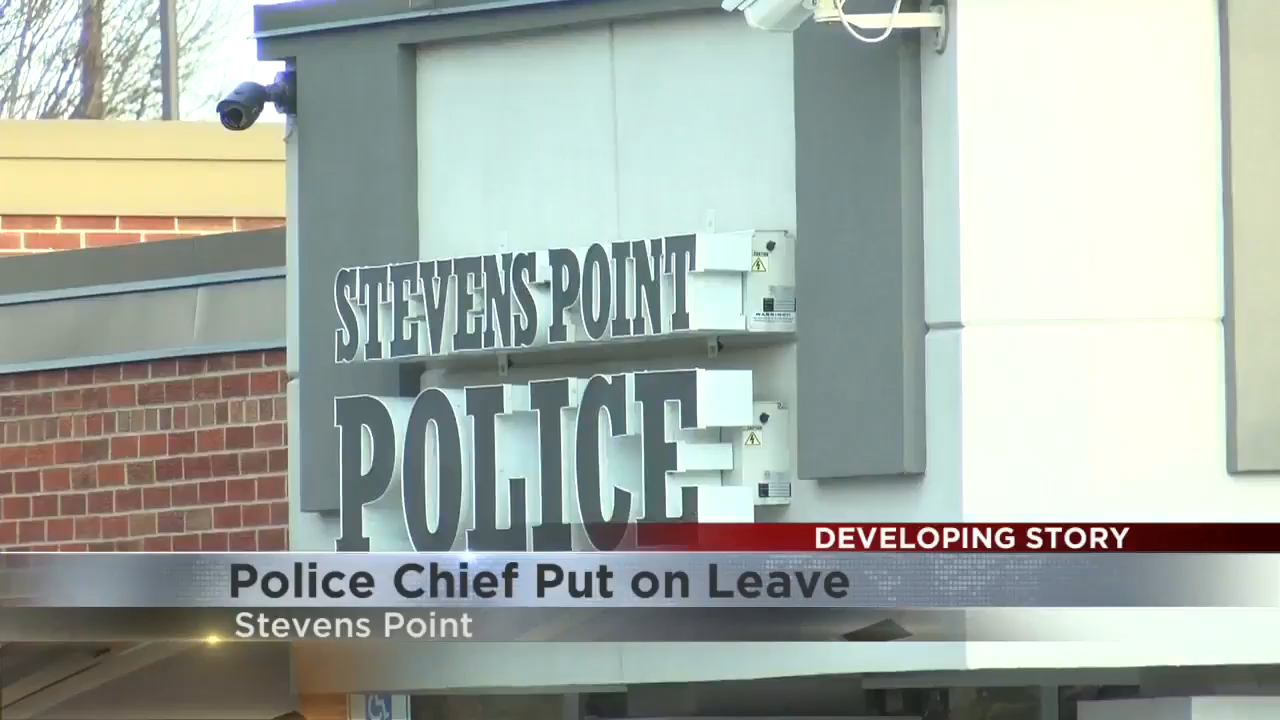 STEVENS POINT
POLICE
DEVELOPING STORY
Police Chief Put on Leave
Stevens Point